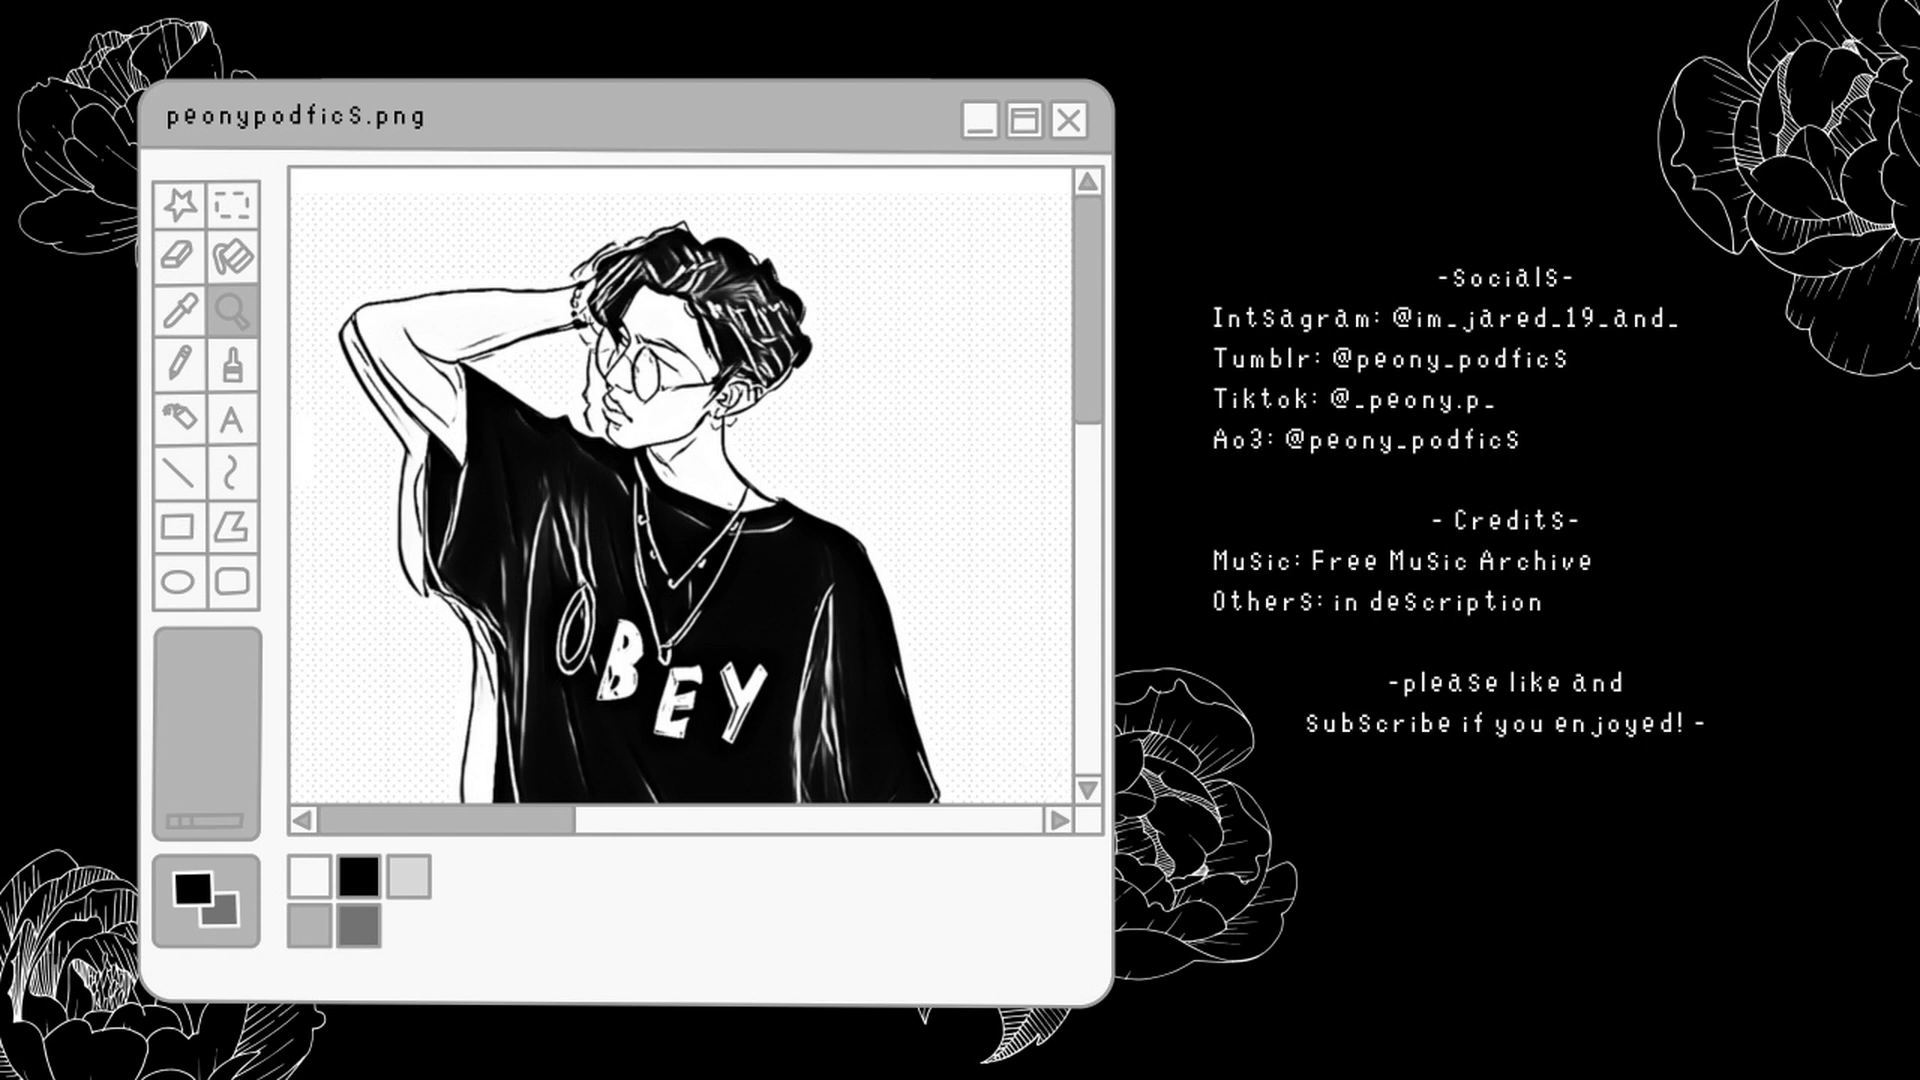 peonypodfics.png
A
OBEY
-Socials-
Intsagram: @im_jared_19_and_
Tumblr: @peony_podfics
Tiktok: @_peony.p_
Ao3: @peony_podfics
- Credits-
Music: Free Music Archive
Others: in description
-please like and
subscribe if you enjoyed! -